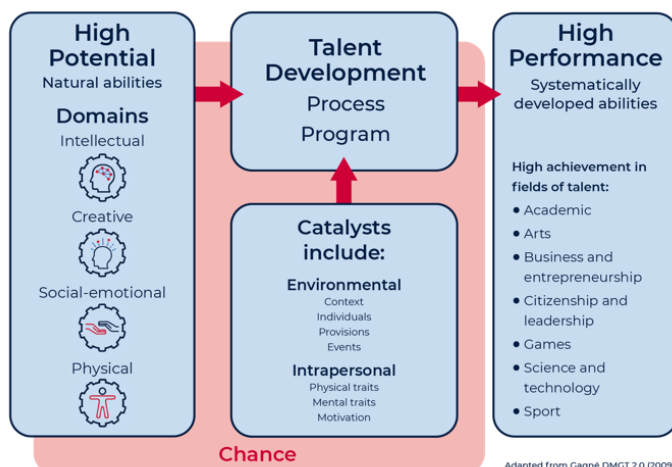 High
Potential
Natural abilities
Domains
Intellectual
Creative
Social-emotional
Physical
Talent
Development
Process
Program
Catalysts
include:
Environmental
Context
Individuals
Provisions
Events
Intrapersonal
Physical traits
Mental traits
Motivation
Chance
High
Performance
Systematically
developed abilities
High achievement in
fields of talent:
● Academic
● Arts
● Business and
entrepreneurship
● Citizenship and
leadership
● Games
● Science and
technology
● Sport
Adapted from Gagné DMGT 2.0 (2009